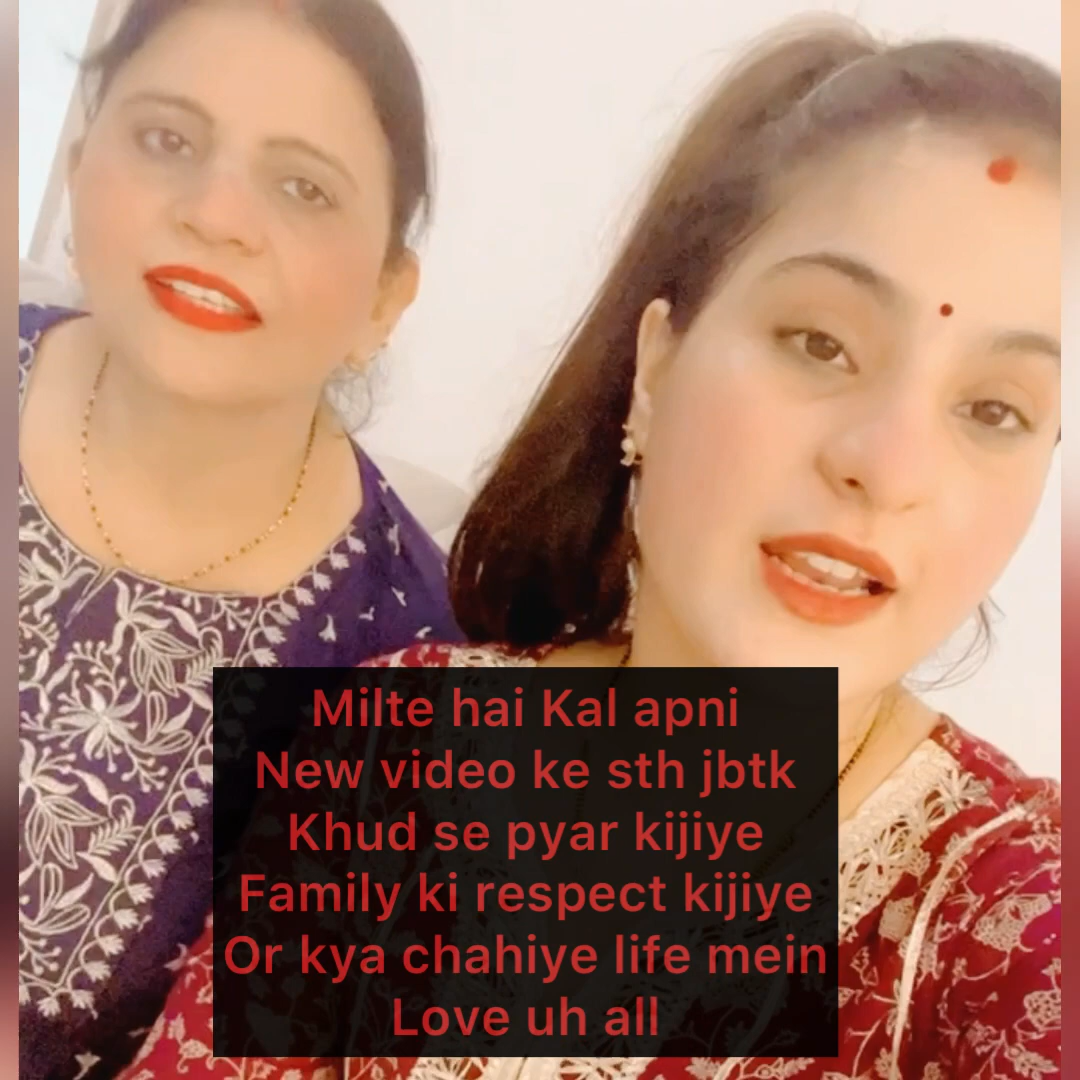 Milte hai Kal apni
New video ke sth jbtk
Khud se pyar kijiye
Family ki respect kijiye
Or kya chahiye life mein
Love uh all